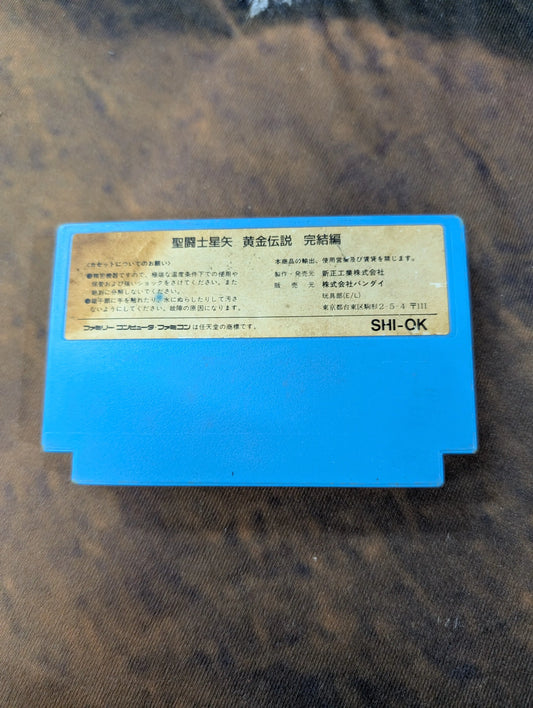 聖闘士星矢 黄金伝説 完結編
<カセットについてのお願い>
●精密機器ですので、極端な温度条件下での使用や
保管および強いショックをさけてください。また
絶対に分解しないでください。
●端子部に手を触れたり、水にぬらしたりして汚さ
ないようにしてください。故障の原因になります。
ファミリーコンピュータ・ファミコンは任天堂の商標です。
本商品の輸出、使用営業及び賃貸を禁じます。
製作・発売元 新正工業株式会社
販 売 元 株式会社バンダイ
玩具部(E/L)
東京都台東区駒形2-5-4 〒111
SHI-OK